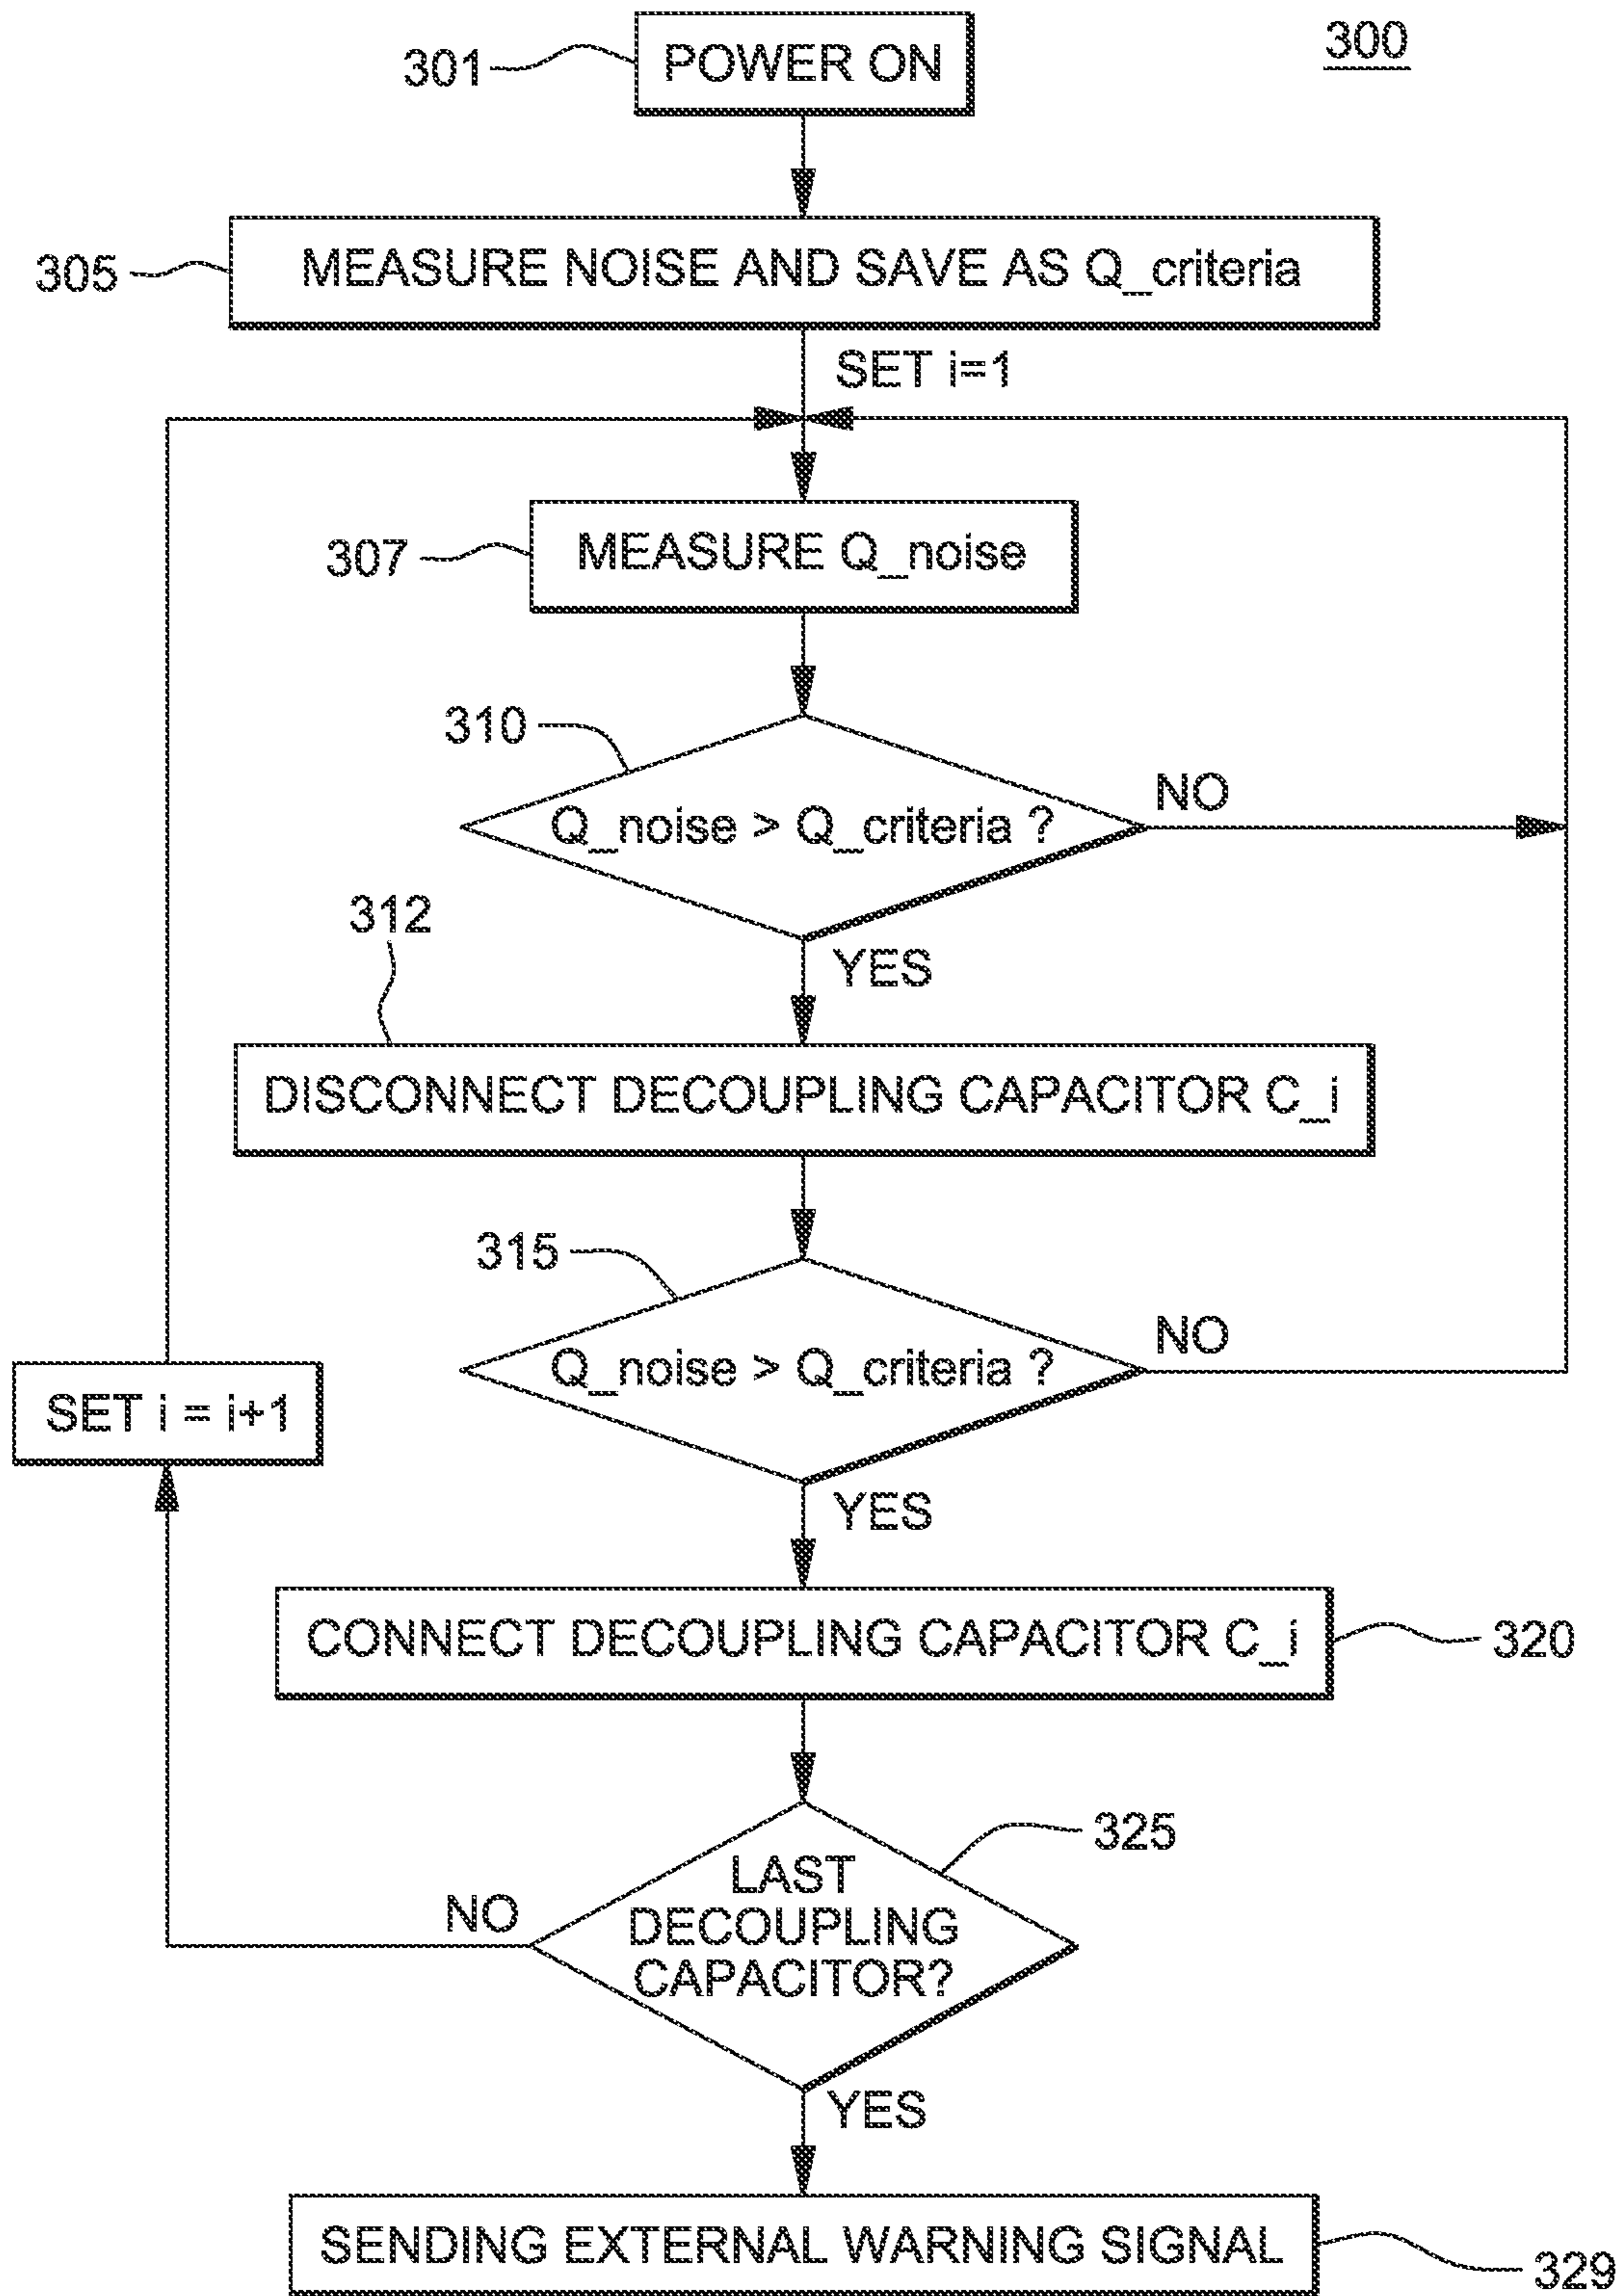 300
301
POWER ON
305
MEASURE NOISE AND SAVE AS Q_criteria
SET i=1
307
MEASURE Q_noise
310
Q_noise > Q_criteria ?
NO
YES
312
DISCONNECT DECOUPLING CAPACITOR C_i
315
Q_noise > Q_criteria ?
NO
YES
SET i = i+1
CONNECT DECOUPLING CAPACITOR C_i
320
325
LAST
DECOUPLING
CAPACITOR?
NO
YES
SENDING EXTERNAL WARNING SIGNAL
329